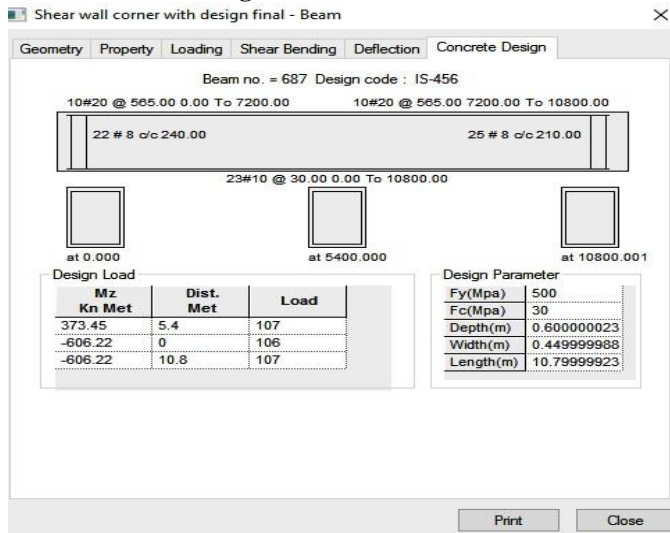 Shear wall corner with design final - Beam
Geometry Property Loading Shear Bending Deflection Concrete Design
Beam no. = 687 Design code : IS-456
10#20 @ 565.00 0.00 To 7200.00 10#20 @ 565.00 7200.00 To 10800.00
22 # 8 c/c 240.00 25 # 8 c/c 210.00
23#10 @ 30.00 0.00 To 10800.00
at 0.000 at 5400.000 at 10800.001
Design Load
Mz Kn Met Dist. Met Load
373.45 5.4 107
-606.22 0 106
-606.22 10.8 107
Design Parameter
Fy(Mpa) 500
Fc(Mpa) 30
Depth(m) 0.600000023
Width(m) 0.449999988
Length(m) 10.79999923
Print Close